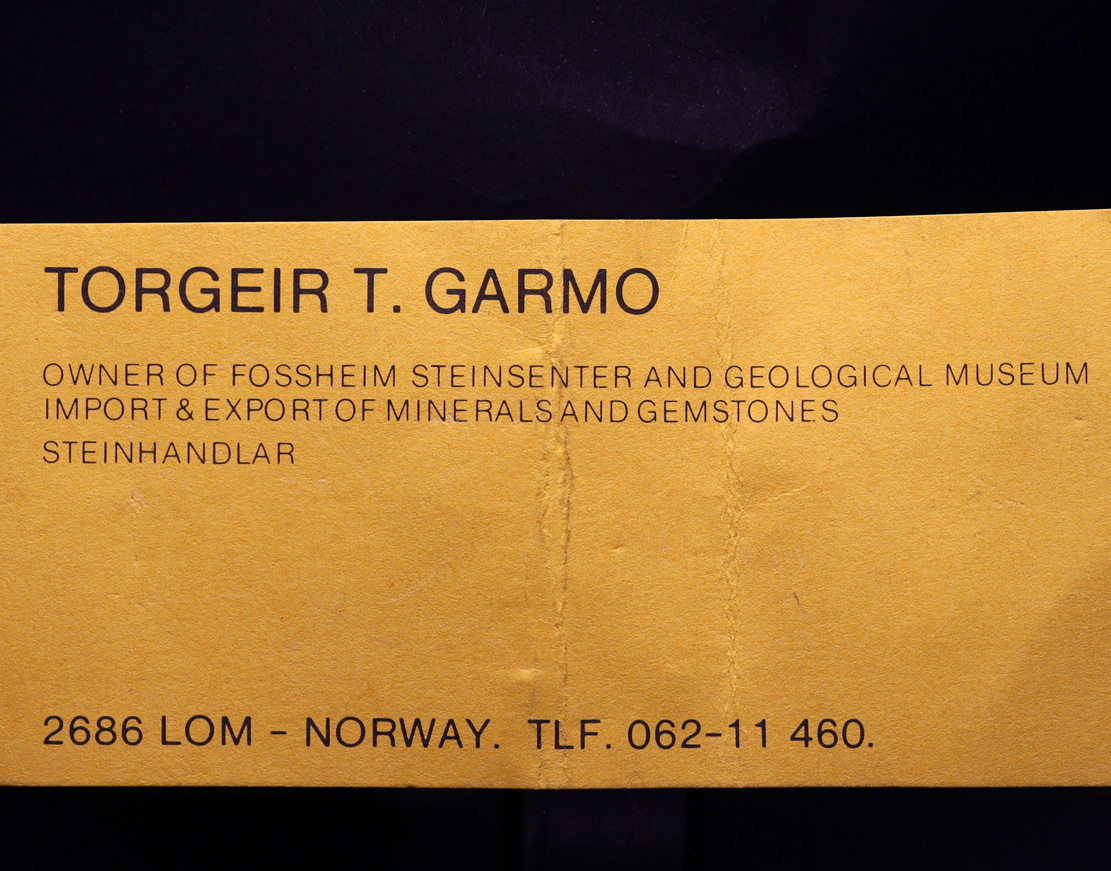 TORGEIR T. GARMO
OWNER OF FOSSHEIM STEINSENTER AND GEOLOGICAL MUSEUM
IMPORT & EXPORT OF MINERALS AND GEMSTONES
STEINHANDLAR
2686 LOM - NORWAY. TLF. 062-11 460.